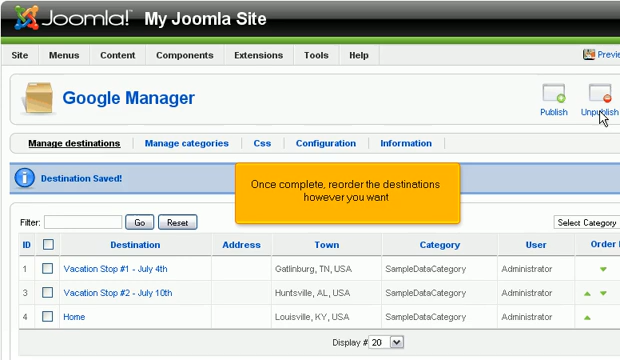 Joomla! My Joomla Site
Site Menus Content Components Extensions Tools Help
Google Manager
Publish Unpublish
Manage destinations Manage categories Css Configuration Information
Destination Saved!
Once complete, reorder the destinations
however you want
Filter: Go Reset Select Category
ID Destination Address Town Category User Order
1 Vacation Stop #1 - July 4th Gatlinburg, TN, USA SampleDataCategory Administrator
3 Vacation Stop #2 - July 10th Huntsville, AL, USA SampleDataCategory Administrator
4 Home Louisville, KY, USA SampleDataCategory Administrator
Display # 20